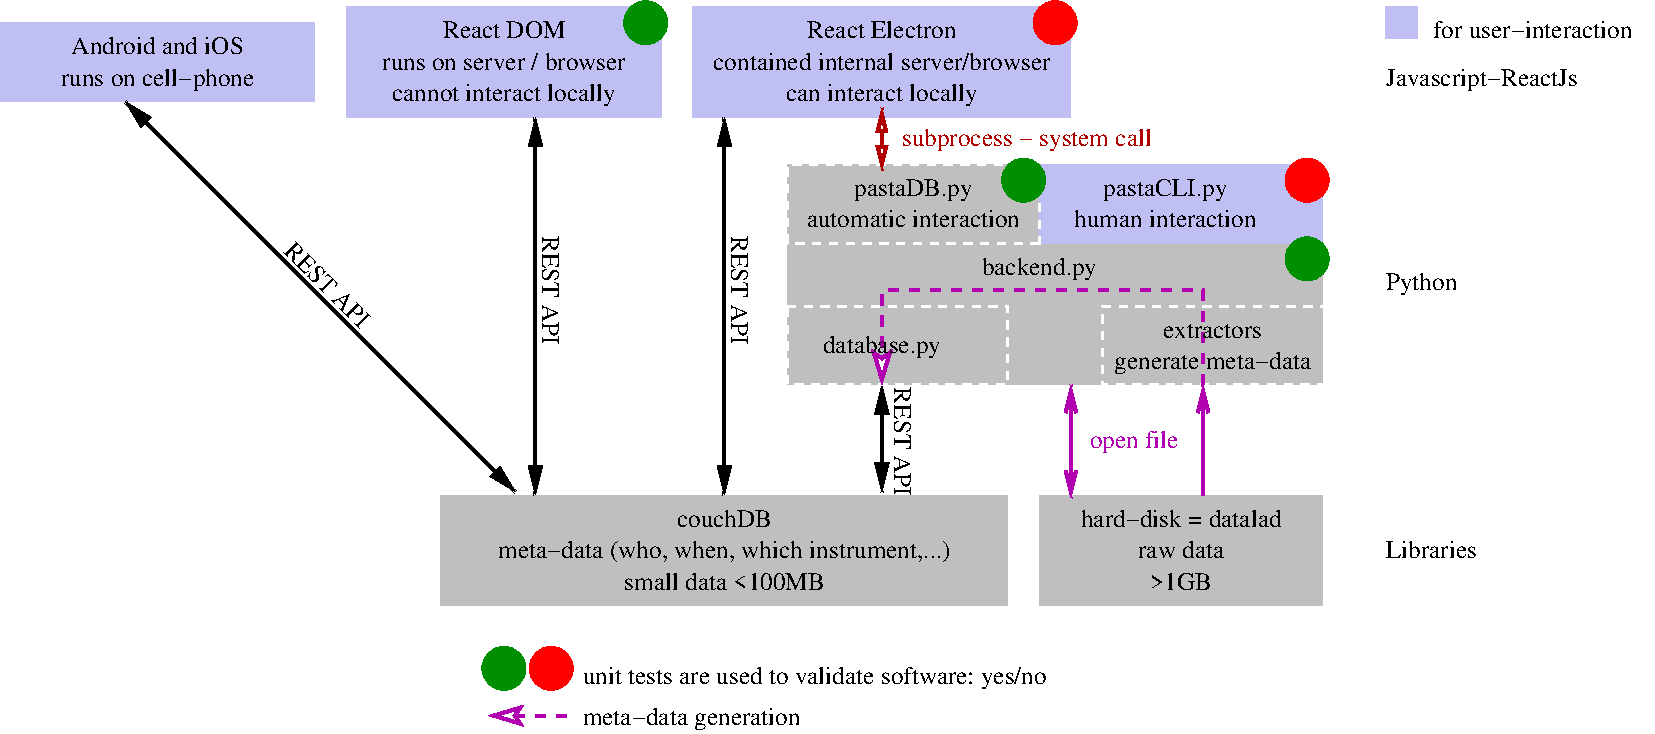 Android and iOS
runs on cell-phone
React DOM
runs on server / browser
cannot interact locally
React Electron
contained internal server/browser
can interact locally
for user-interaction
Javascript-ReactJs
subprocess - system call
pastaDB.py
automatic interaction
pastaCLI.py
human interaction
backend.py
Python
database.py
extractors
generate meta-data
REST API
REST API
REST API
REST API
open file
couchDB
meta-data (who, when, which instrument,...)
small data <100MB
hard-disk = datalad
raw data
>1GB
Libraries
unit tests are used to validate software: yes/no
meta-data generation